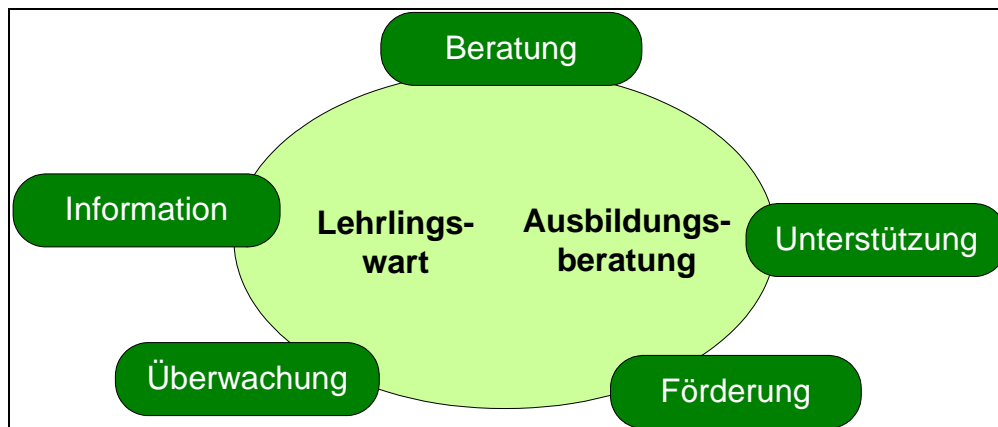 Beratung
Information
Lehrlings-
wart
Ausbildungs-
beratung
Unterstützung
Überwachung
Förderung